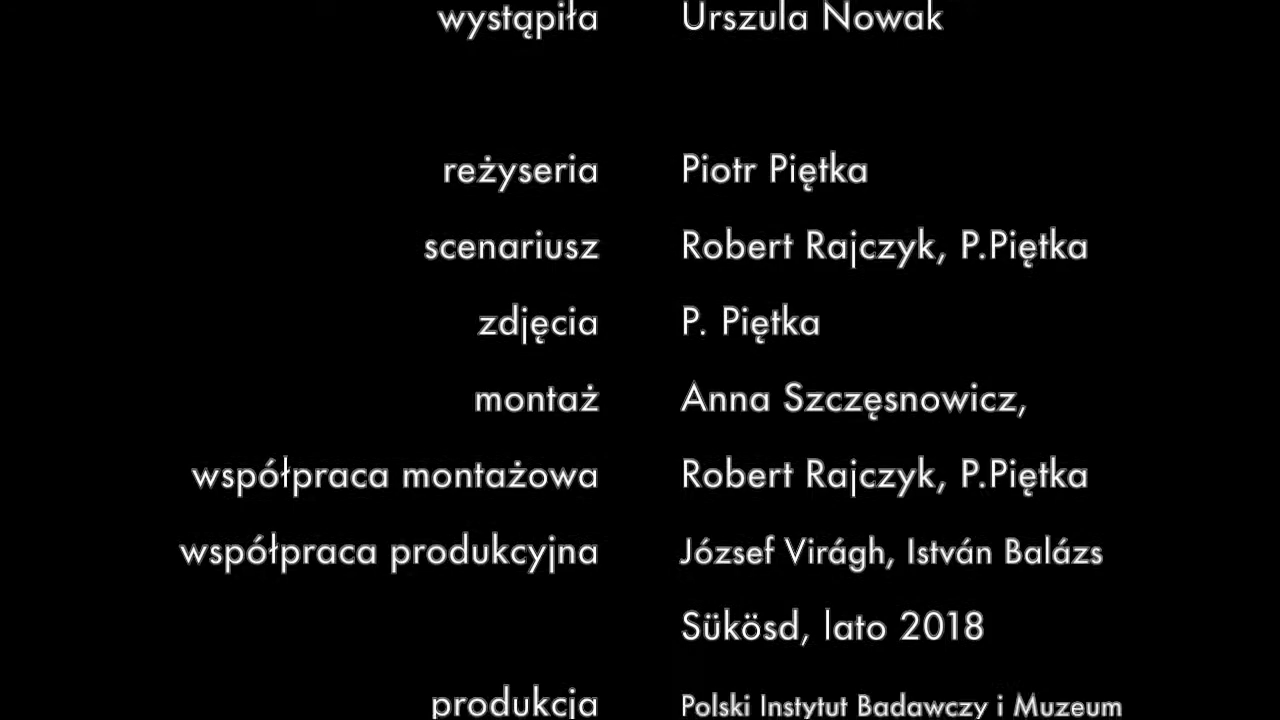 wystąpiła Urszula Nowak
reżyseria Piotr Piętka
scenariusz Robert Rajczyk, P.Piętka
zdjęcia P. Piętka
montaż Anna Szczęsnowicz,
współpraca montażowa Robert Rajczyk, P.Piętka
współpraca produkcyjna József Virágh, István Balázs
Sükösd, lato 2018
produkcja Polski Instytut Badawczy i Muzeum